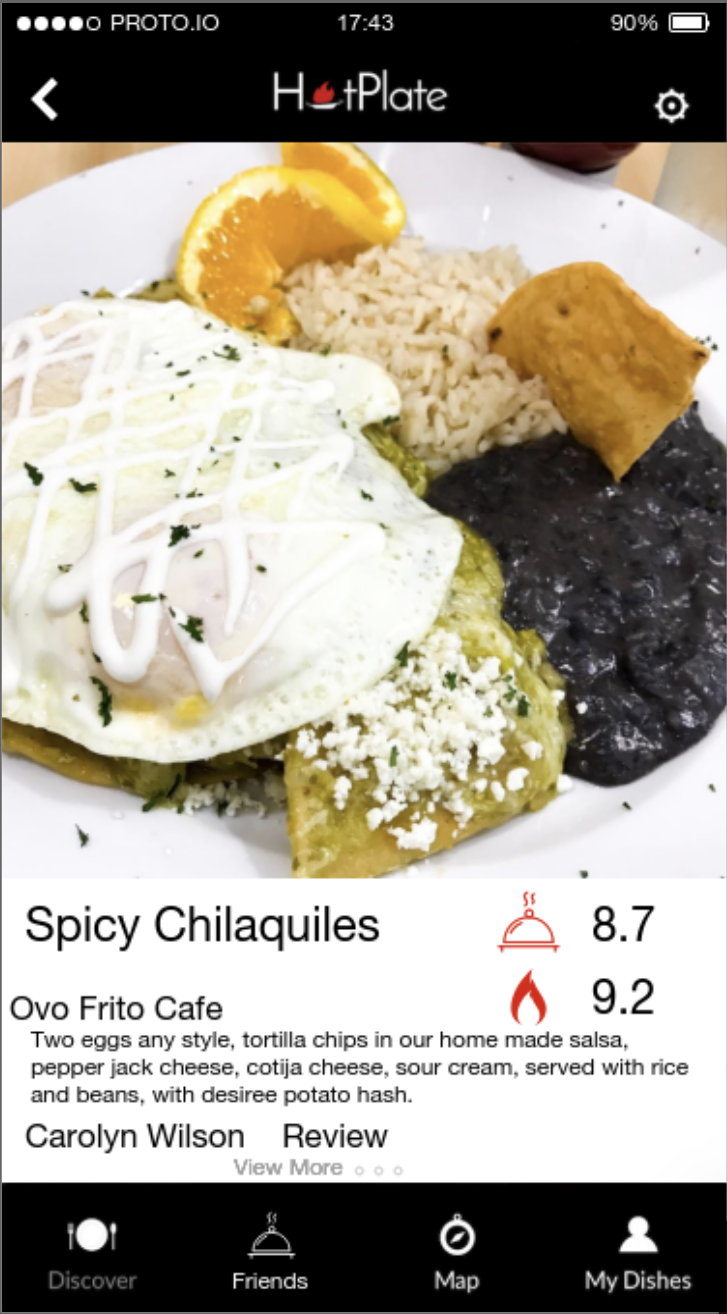 PROTO.IO 17:43 90%
HotPlate
Spicy Chilaquiles 8.7
Ovo Frito Cafe 9.2
Two eggs any style, tortilla chips in our home made salsa,
pepper jack cheese, cotija cheese, sour cream, served with rice
and beans, with desiree potato hash.
Carolyn Wilson Review
View More
Discover Friends Map My Dishes